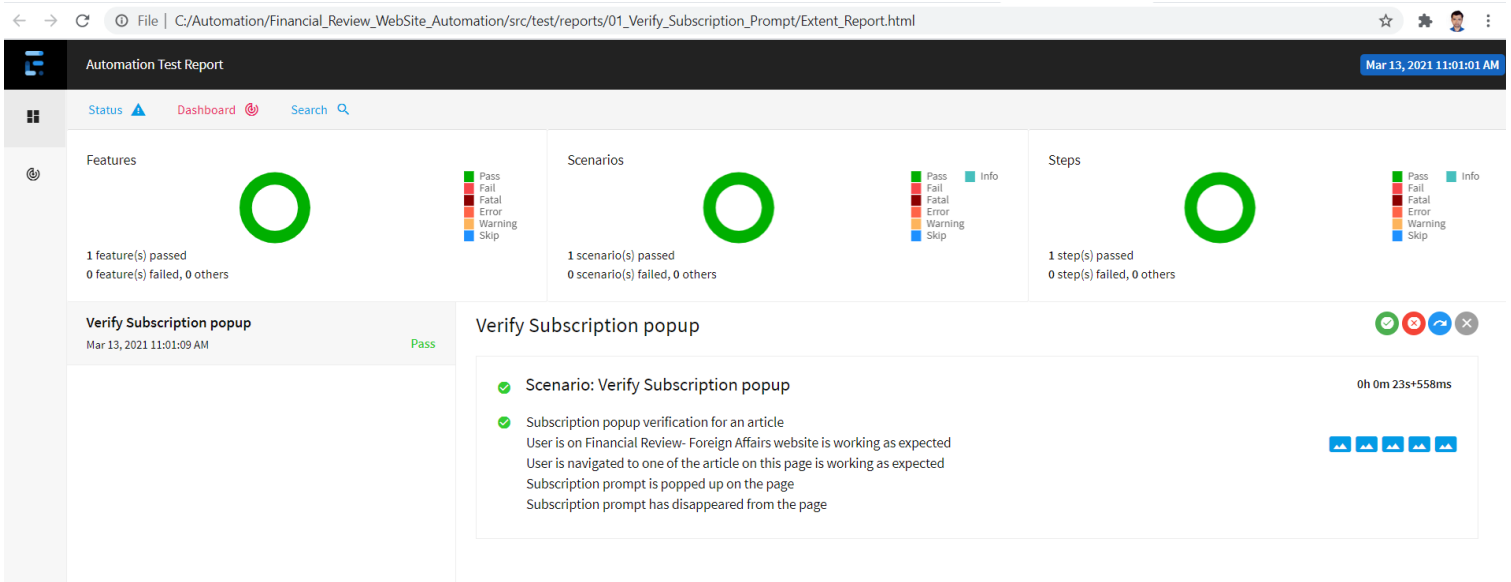 File | C:/Automation/Financial_Review_WebSite_Automation/src/test/reports/01_Verify_Subscription_Prompt/Extent_Report.html
Automation Test Report
Mar 13, 2021 11:01:01 AM
Status
Dashboard
Search
Features
Pass
Fail
Fatal
Error
Warning
Skip
1 feature(s) passed
0 feature(s) failed, 0 others
Scenarios
Pass
Info
Fail
Fatal
Error
Warning
Skip
1 scenario(s) passed
0 scenario(s) failed, 0 others
Steps
Pass
Info
Fail
Fatal
Error
Warning
Skip
1 step(s) passed
0 step(s) failed, 0 others
Verify Subscription popup
Mar 13, 2021 11:01:09 AM
Pass
Verify Subscription popup
Scenario: Verify Subscription popup
0h 0m 23s+558ms
Subscription popup verification for an article
User is on Financial Review- Foreign Affairs website is working as expected
User is navigated to one of the article on this page is working as expected
Subscription prompt is popped up on the page
Subscription prompt has disappeared from the page